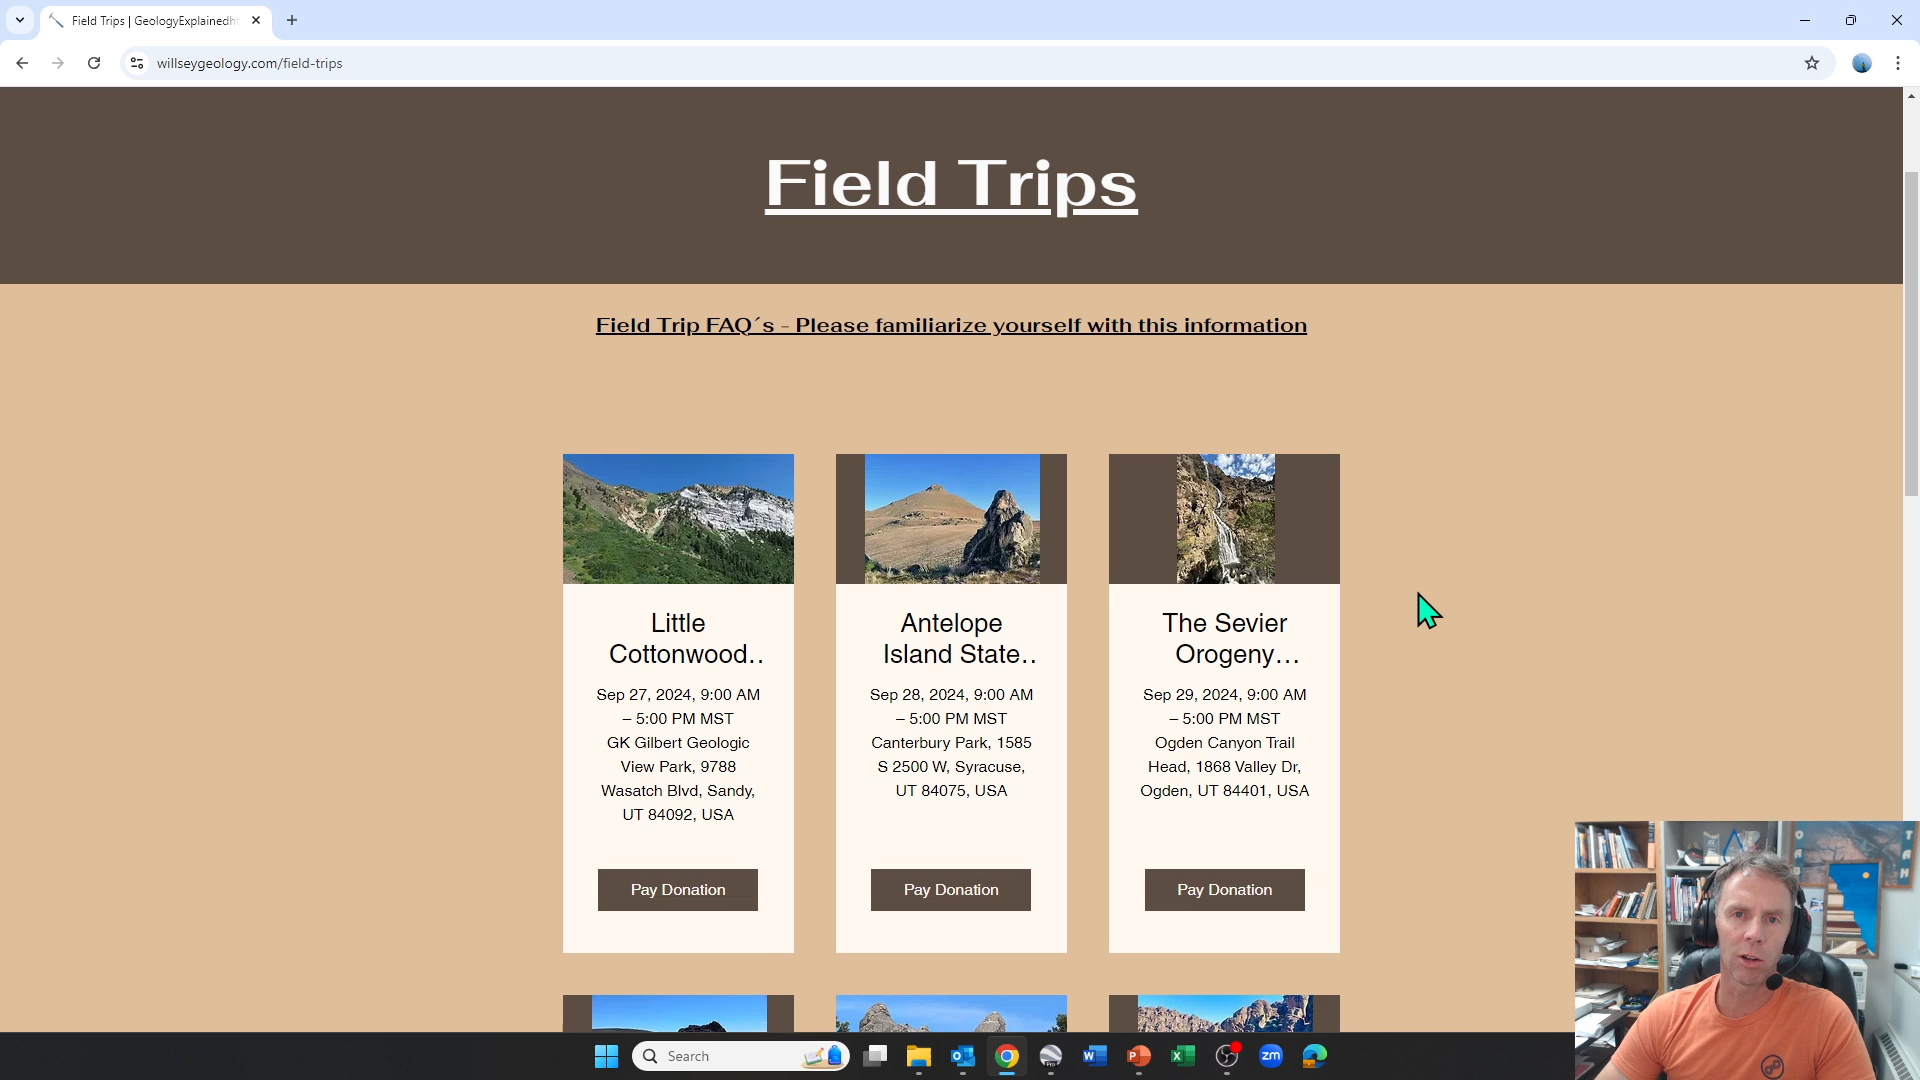 Field Trips | GeologyExplained
willseygeology.com/field-trips
Field Trips
Field Trip FAQ´s - Please familiarize yourself with this information
Little
Cottonwood..
Sep 27, 2024, 9:00 AM
– 5:00 PM MST
GK Gilbert Geologic
View Park, 9788
Wasatch Blvd, Sandy,
UT 84092, USA
Pay Donation
Antelope
Island State..
Sep 28, 2024, 9:00 AM
– 5:00 PM MST
Canterbury Park, 1585
S 2500 W, Syracuse,
UT 84075, USA
Pay Donation
The Sevier
Orogeny...
Sep 29, 2024, 9:00 AM
– 5:00 PM MST
Ogden Canyon Trail
Head, 1868 Valley Dr,
Ogden, UT 84401, USA
Pay Donation
Search
zm